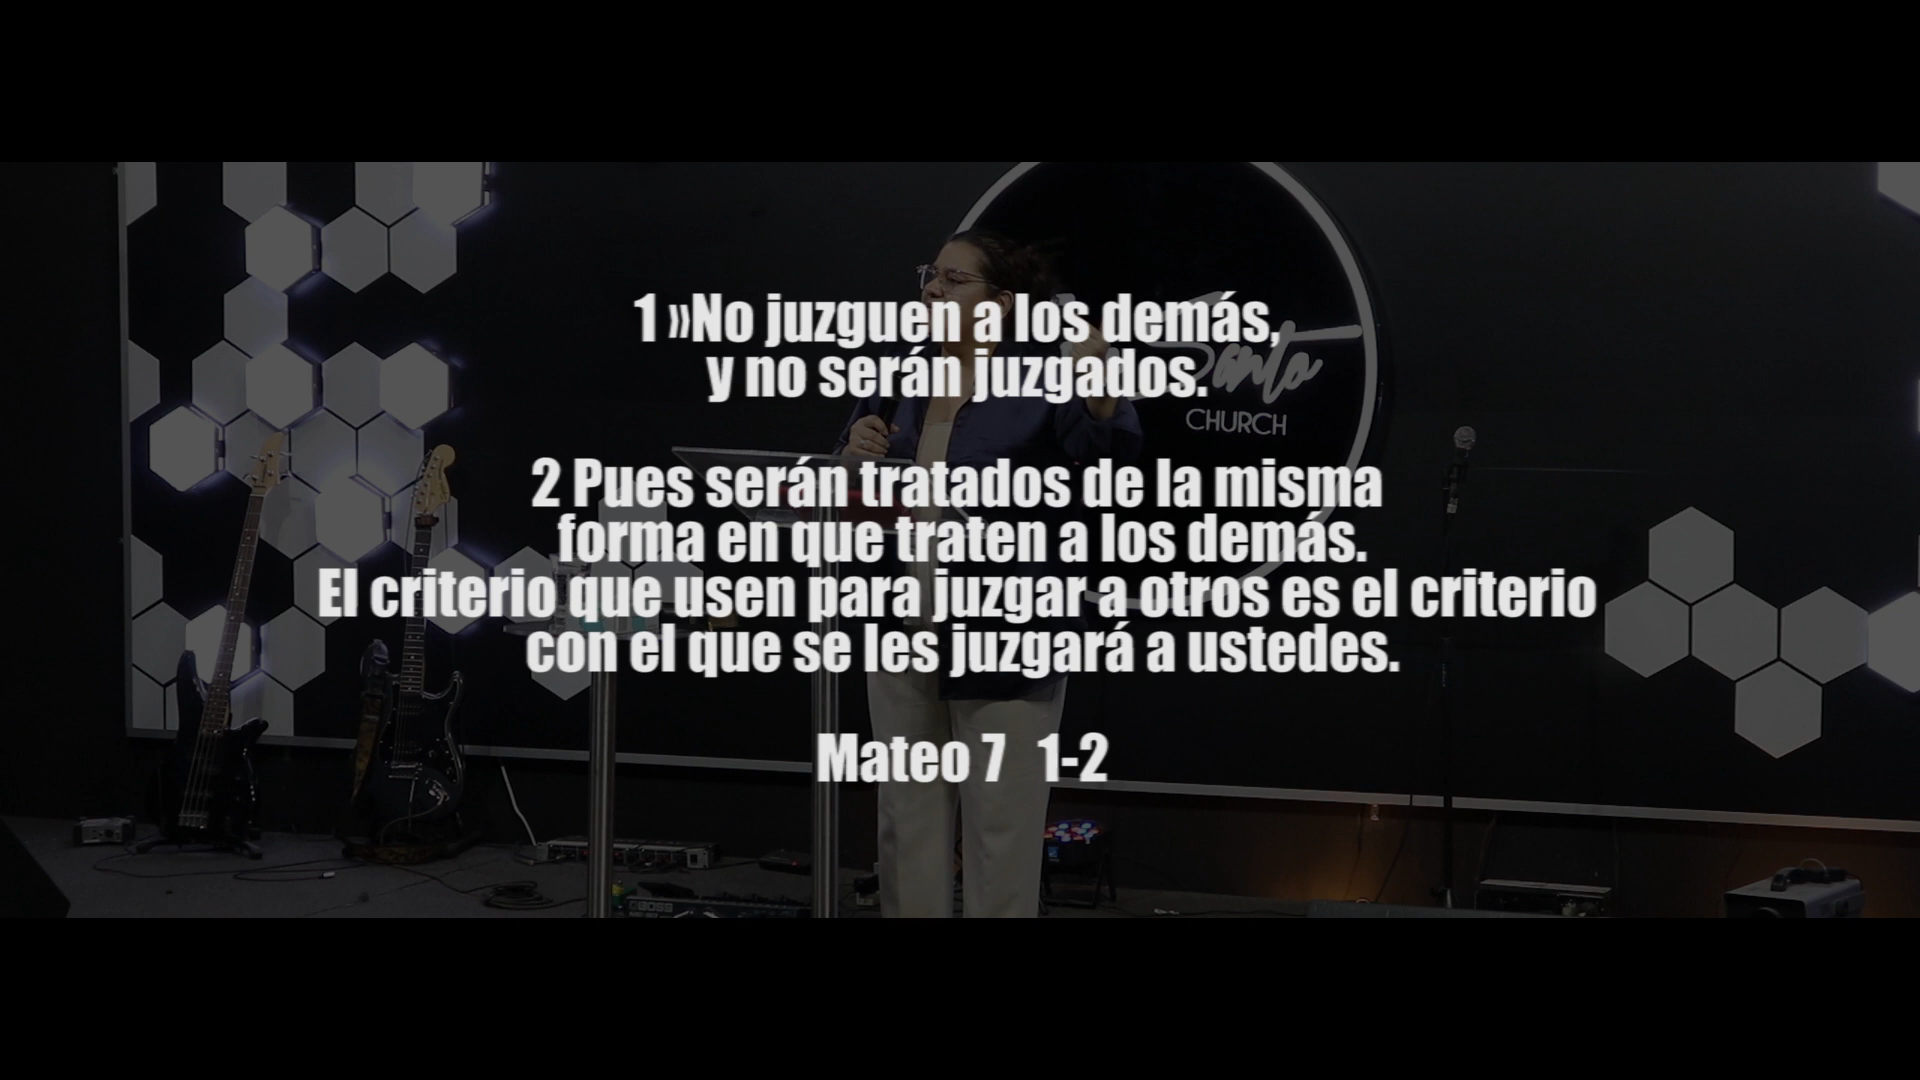 1 »No juzguen a los demás,
y no serán juzgados.
2 Pues serán tratados de la misma
forma en que traten a los demás.
El criterio que usen para juzgar a otros es el criterio
con el que se les juzgará a ustedes.
Mateo 7 1-2
Santa
CHURCH
BOSS